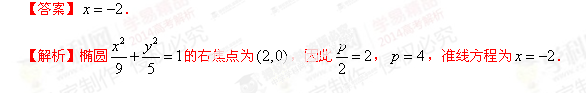 【答案】 x = −2．
【解析】椭圆 x²/9 + y²/5 = 1的右焦点为(2,0)，因此 p/2 = 2， p = 4，准线方程为 x = −2．